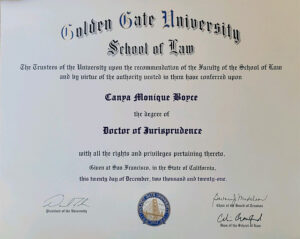 Golden Gate University
School of Law
The Trustees of the University upon the recommendation of the Faculty of the School of Law
and by virtue of the authority vested in them have conferred upon
Canya Monique Boyce
the degree of
Doctor of Jurisprudence
with all the rights and privileges pertaining thereto.
Given at San Francisco, in the State of California,
this twenty day of December, two thousand and twenty-one.
President of the University
Chair of the Board of Trustees
Dean of the School of Law